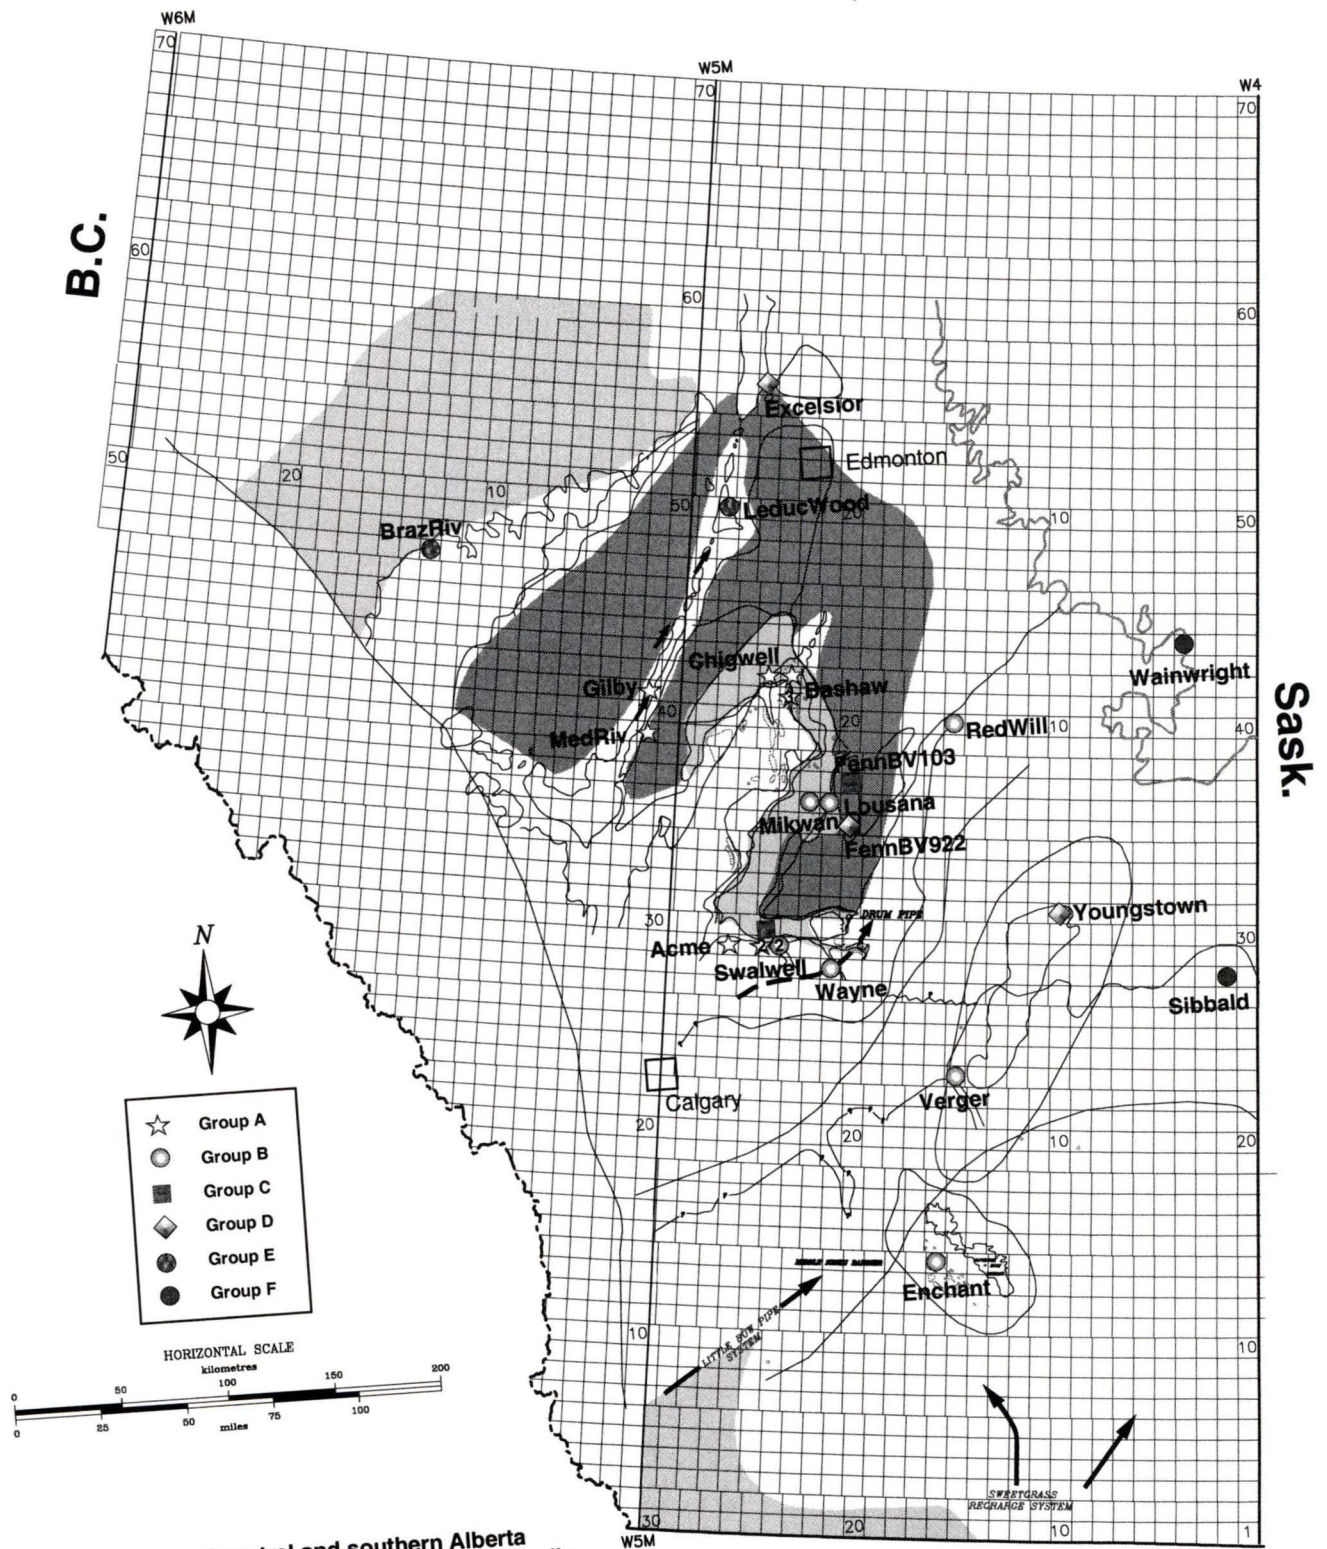 W6M
70
W5M
70
W4
70
B.C.
60
60
60
Excelsior
50
20
10
Edmonton
50
LeducWood
20
10
50
BrazRiv
Chigwell
Wainwright
Gilby
Bashaw
40
20
RedWill
10
40
MedRiv
Sask.
FennBV103
Lousana
Mikwan
FennBV922
30
DRUM PIPE
Youngstown
30
Acme
2
2
Swalwell
Wayne
Sibbald
N
Calgary
Verger
20
20
10
20
Group A
Group B
Group C
Group D
Group E
Group F
Enchant
10
LITTLE BOW PIPE
SYSTEM
10
HORIZONTAL SCALE
kilometres
0 50 100 150 200
0 25 50 75 100
miles
SWEETGRASS
RECHARGE SYSTEM
30
20
10
1
W5M
and southern Alberta